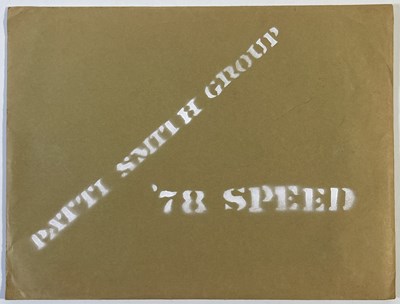 PATTI SMITH GROUP
'78 SPEED